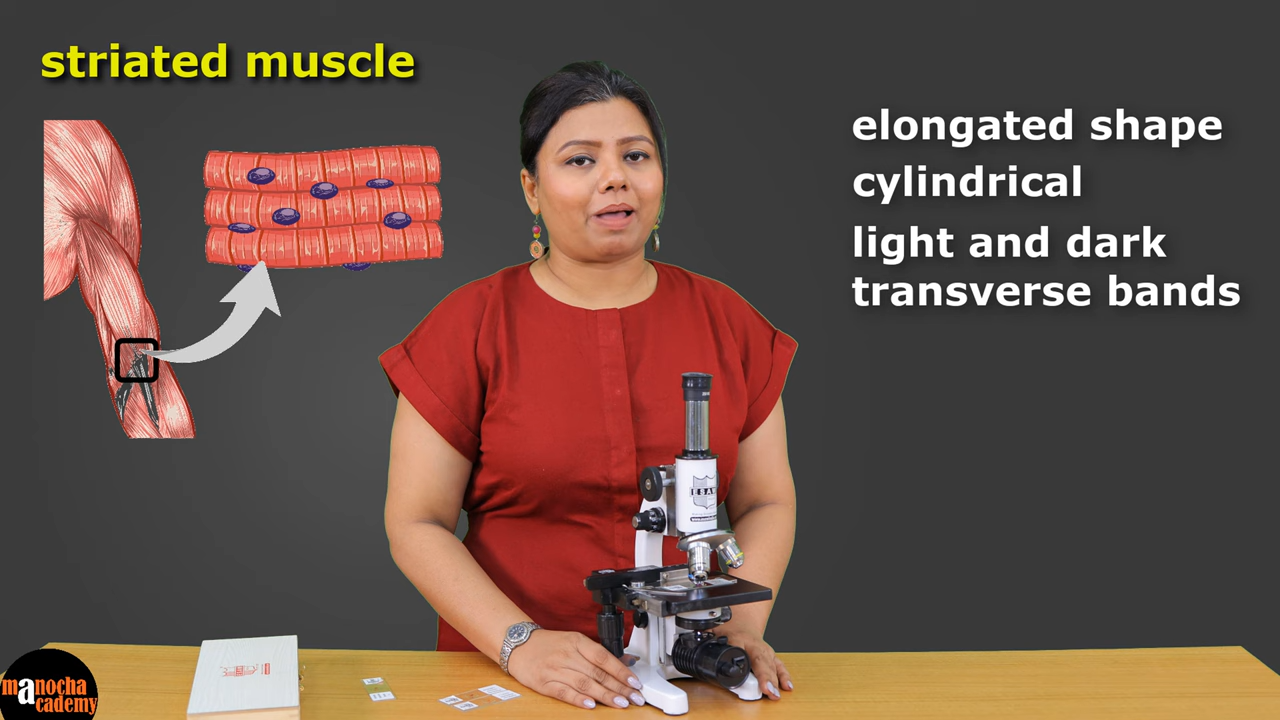 striated muscle
elongated shape
cylindrical
light and dark
transverse bands
manocha
academy